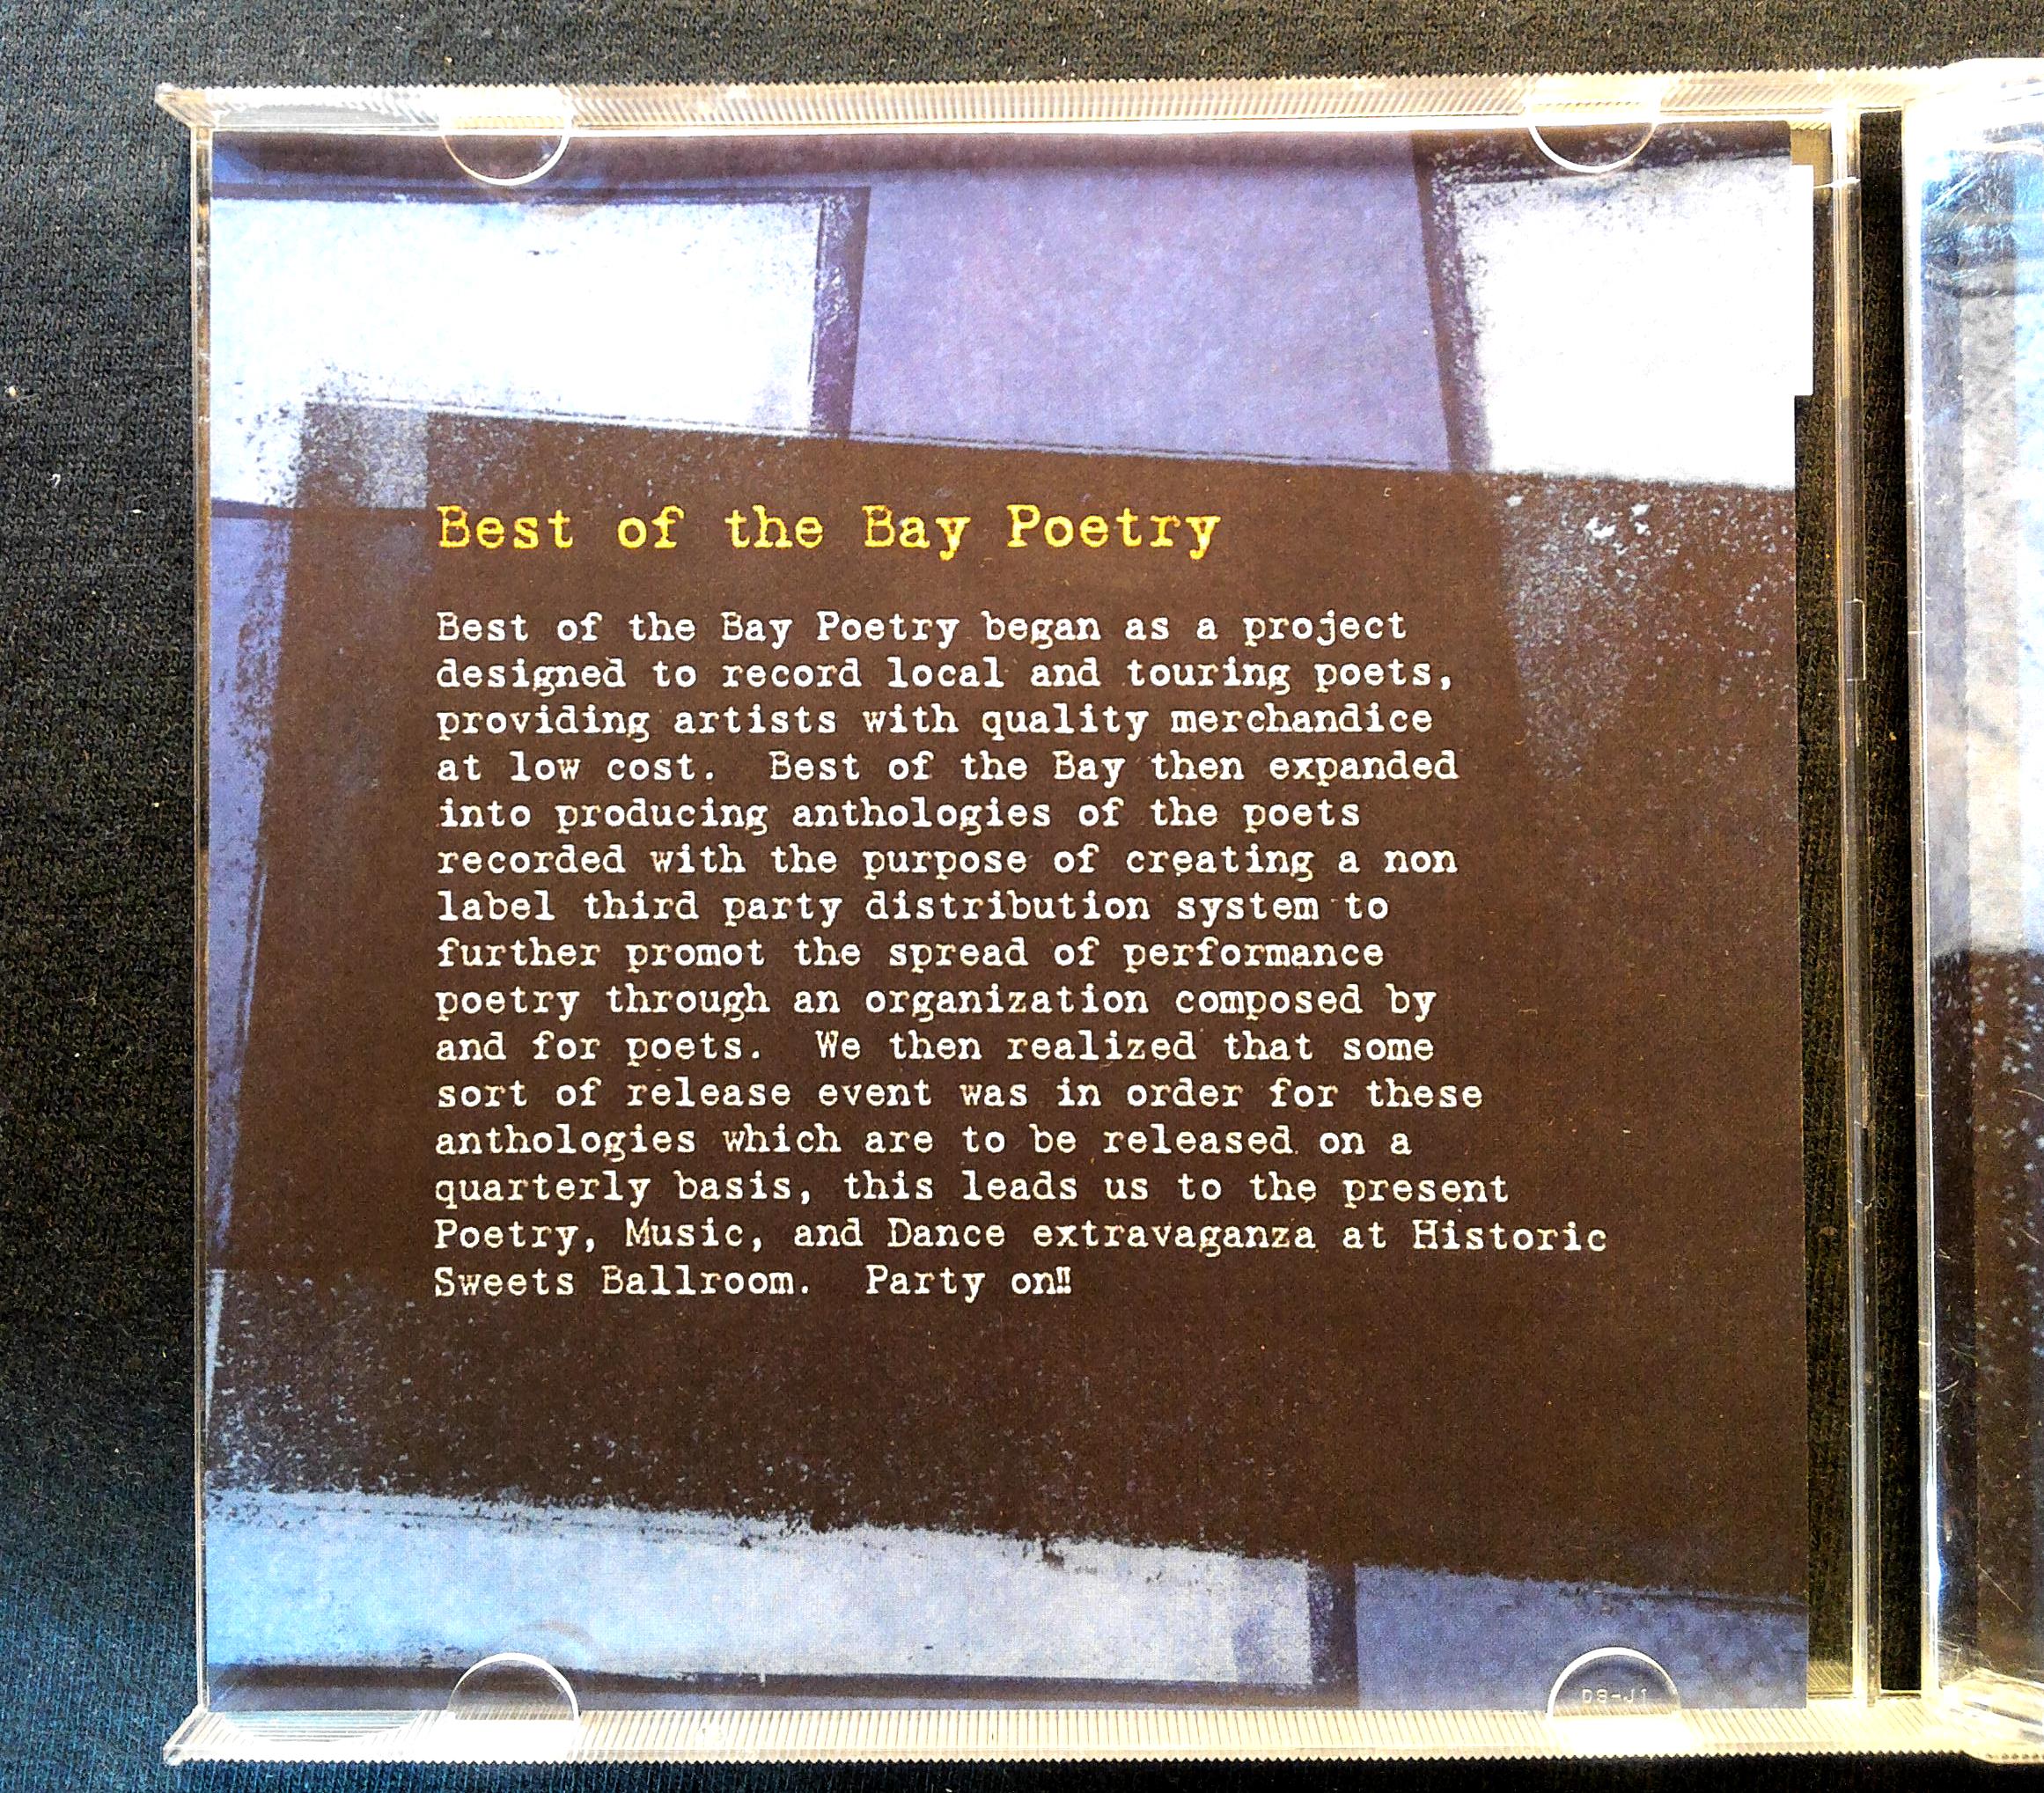 Best of the Bay Poetry
Best of the Bay Poetry began as a project
designed to record local and touring poets,
providing artists with quality merchandice
at low cost.  Best of the Bay then expanded
into producing anthologies of the poets
recorded with the purpose of creating a non
label third party distribution system to
further promot the spread of performance
poetry through an organization composed by
and for poets.  We then realized that some
sort of release event was in order for these
anthologies which are to be released on a
quarterly basis, this leads us to the present
Poetry, Music, and Dance extravaganza at Historic
Sweets Ballroom.  Party on!!
DS-J1